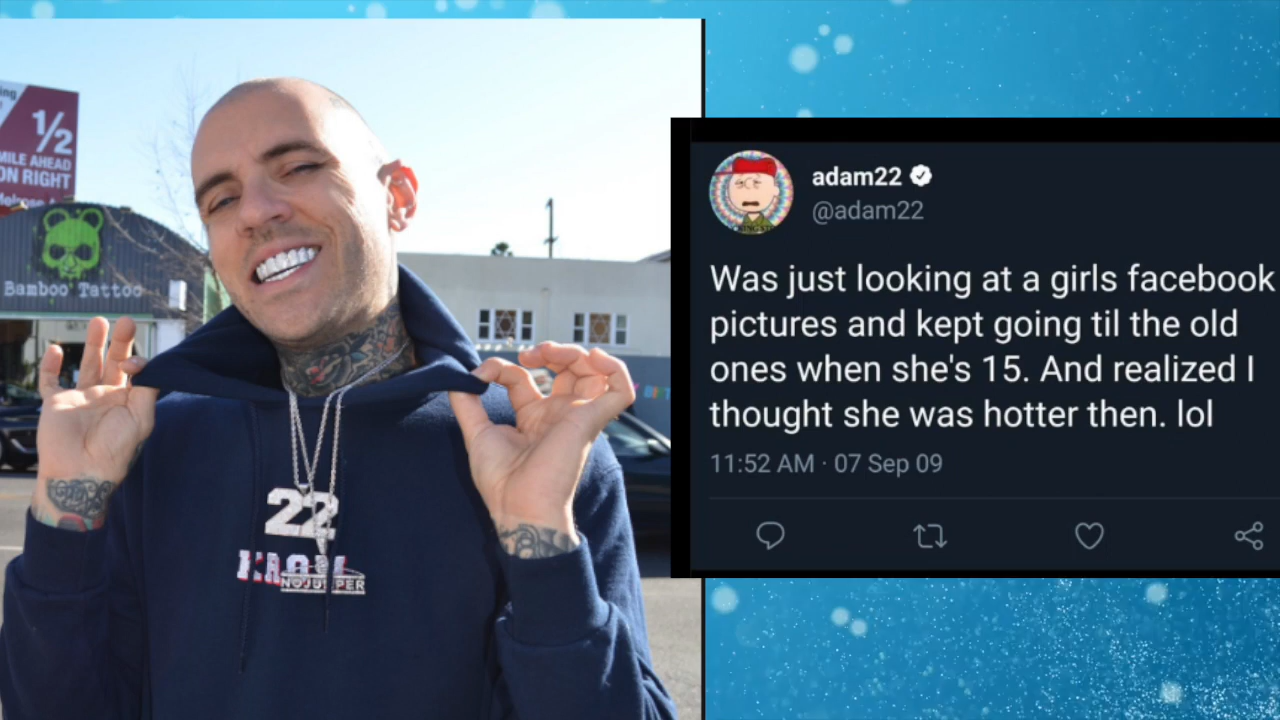 1/2
MILE AHEAD
ON RIGHT
Bamboo Tattoo
22
NOJUMPER
adam22
@adam22
Was just looking at a girls facebook
pictures and kept going til the old
ones when she's 15. And realized I
thought she was hotter then. lol
11:52 AM · 07 Sep 09